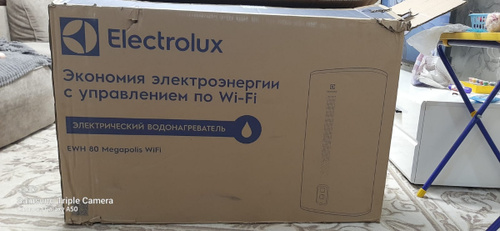 Electrolux
Экономия электроэнергии
с управлением по Wi-Fi
ЭЛЕКТРИЧЕСКИЙ ВОДОНАГРЕВАТЕЛЬ
EWH 80 Megapolis WiFi
Triple Camera
A50